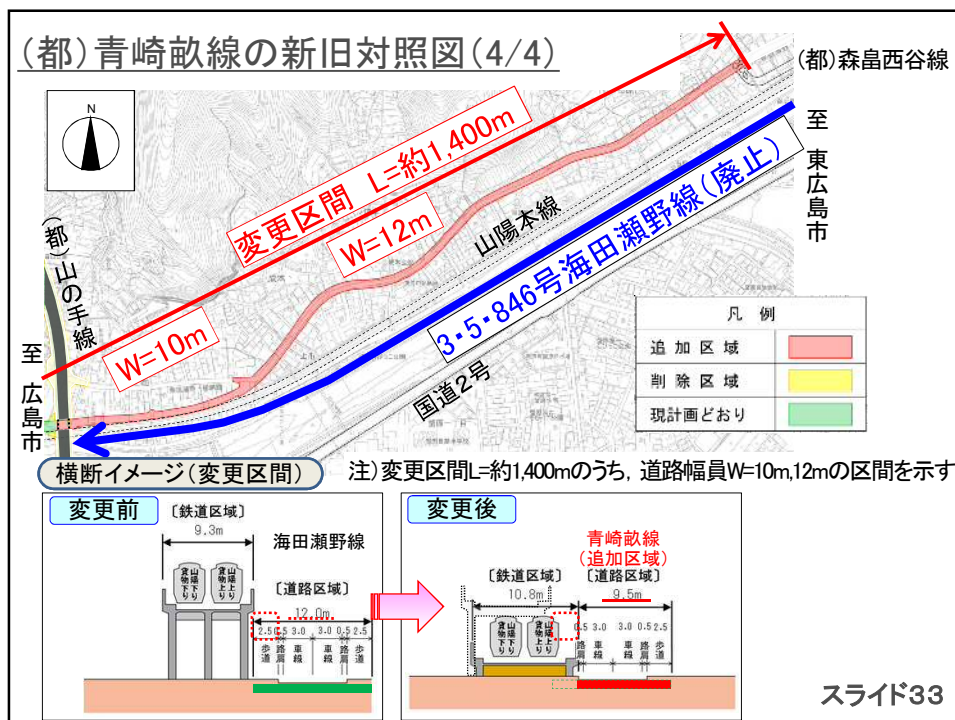 (都)青崎畝線の新旧対照図(4/4)
(都)森畠西谷線
N
変更区間 L=約1,400m
W=12m
W=10m
山陽本線
3・5・846号海田瀬野線(廃止)
国道2号
至 東広島市
(都)山の手線
至 広島市
凡 例
追加区域
削除区域
現計画どおり
横断イメージ(変更区間)
注)変更区間L=約1,400mのうち，道路幅員W=10m,12mの区間を示す
変更前
〔鉄道区域〕
9.3m
海田瀬野線
〔道路区域〕
12.0m
山陽下り
貨物下り
山陽上り
貨物上り
2.5 0.5 3.0 3.0 0.5 2.5
歩道 路肩 車線 車線 路肩 歩道
変更後
青崎畝線
(追加区域)
〔鉄道区域〕
〔道路区域〕
10.8m
9.5m
山陽下り
貨物下り
山陽上り
貨物上り
0.5 3.0 3.0 0.5 2.5
路肩 車線 車線 路肩 歩道
スライド33